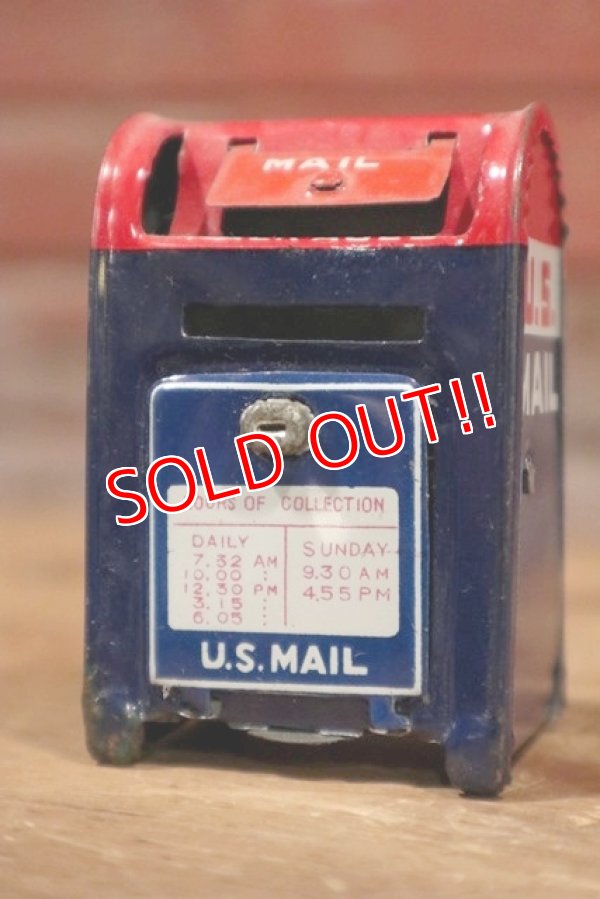 MAIL
U.S.
MAIL
SOLD OUT!!
HOURS OF COLLECTION
DAILY
7.32 AM
10.00 :
12.30 PM
3.15 :
6.05 :
SUNDAY
9.30 AM
4.55 PM
U.S. MAIL